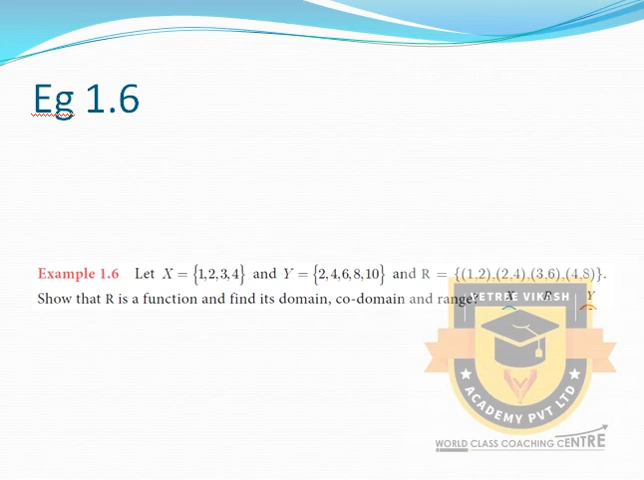 Eg 1.6
Example 1.6 Let X = {1,2,3,4} and Y = {2,4,6,8,10} and R = {(1,2),(2,4),(3,6),(4,8)}.
Show that R is a function and find its domain, co-domain and range?
X R Y
VETREE VIKASH
ACADEMY PVT LTD
WORLD CLASS COACHING CENTRE